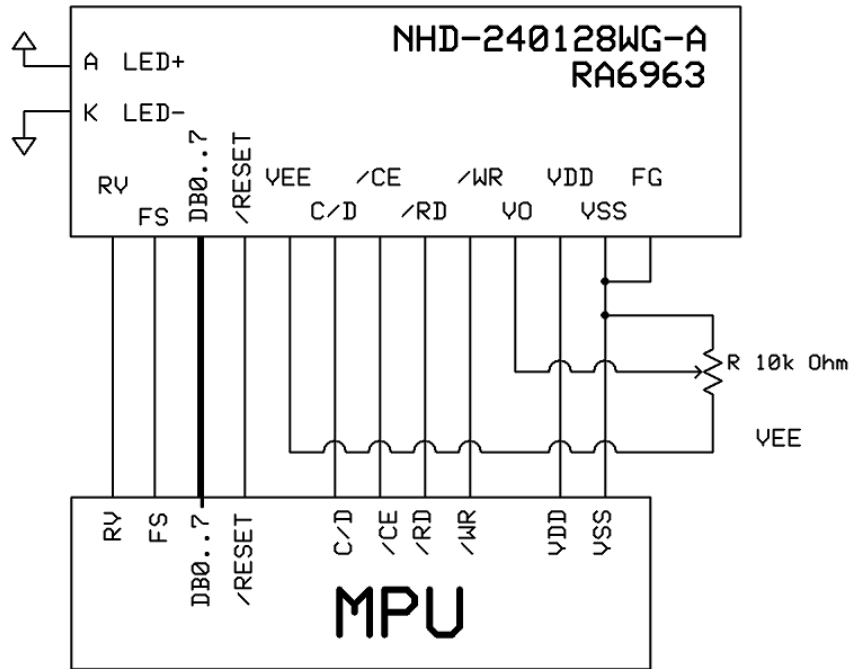 NHD-240128WG-A
RA6963
A LED+
K LED-
RV
FS
DB0..7
/RESET
VEE
C/D
/CE
/RD
/WR
VO
VDD
VSS
FG
R 10k Ohm
VEE
RV
FS
DB0..7
/RESET
C/D
/CE
/RD
/WR
VDD
VSS
MPU